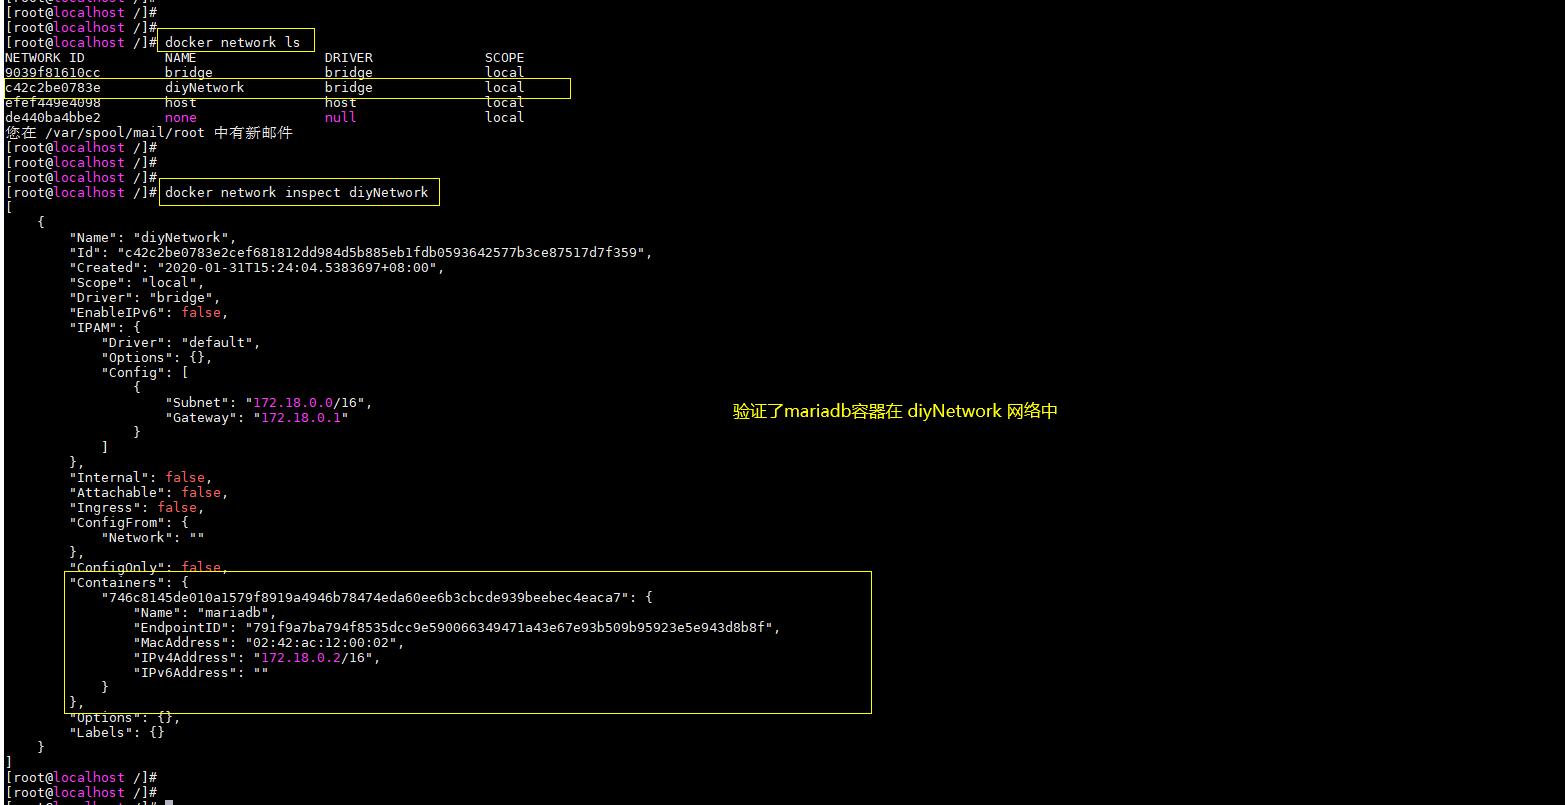 [root@localhost /]#
[root@localhost /]#
[root@localhost /]#
[root@localhost /]# docker network ls
NETWORK ID          NAME                DRIVER              SCOPE
9039f81610cc        bridge              bridge              local
c42c2be0783e        diyNetwork          bridge              local
efef449e4098        host                host                local
de440ba4bbe2        none                null                local
您在 /var/spool/mail/root 中有新邮件
[root@localhost /]#
[root@localhost /]#
[root@localhost /]#
[root@localhost /]# docker network inspect diyNetwork
[
    {
        "Name": "diyNetwork",
        "Id": "c42c2be0783e2cef681812dd984d5b885eb1fdb0593642577b3ce87517d7f359",
        "Created": "2020-01-31T15:24:04.5383697+08:00",
        "Scope": "local",
        "Driver": "bridge",
        "EnableIPv6": false,
        "IPAM": {
            "Driver": "default",
            "Options": {},
            "Config": [
                {
                    "Subnet": "172.18.0.0/16",
                    "Gateway": "172.18.0.1"
                }
            ]
        },
        "Internal": false,
        "Attachable": false,
        "Ingress": false,
        "ConfigFrom": {
            "Network": ""
        },
        "ConfigOnly": false,
        "Containers": {
            "746c8145de010a1579f8919a4946b78474eda60ee6b3cbcde939beebec4eaca7": {
                "Name": "mariadb",
                "EndpointID": "791f9a7ba794f8535dcc9e590066349471a43e67e93b509b95923e5e943d8b8f",
                "MacAddress": "02:42:ac:12:00:02",
                "IPv4Address": "172.18.0.2/16",
                "IPv6Address": ""
            }
        },
        "Options": {},
        "Labels": {}
    }
]
[root@localhost /]#
[root@localhost /]#
[root@localhost /]#
验证了mariadb容器在 diyNetwork 网络中